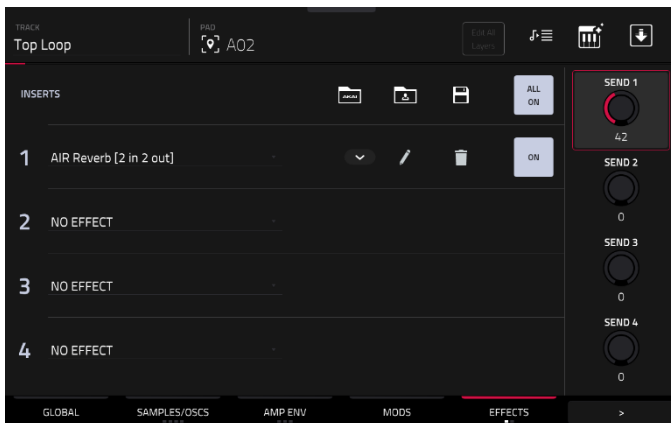 TRACK
Top Loop
PAD
A02
Edit All
Layers
INSERTS
AKAI
ALL
ON
1 AIR Reverb [2 in 2 out]
ON
2 NO EFFECT
3 NO EFFECT
4 NO EFFECT
SEND 1
42
SEND 2
0
SEND 3
0
SEND 4
0
GLOBAL SAMPLES/OSCS AMP ENV MODS EFFECTS >